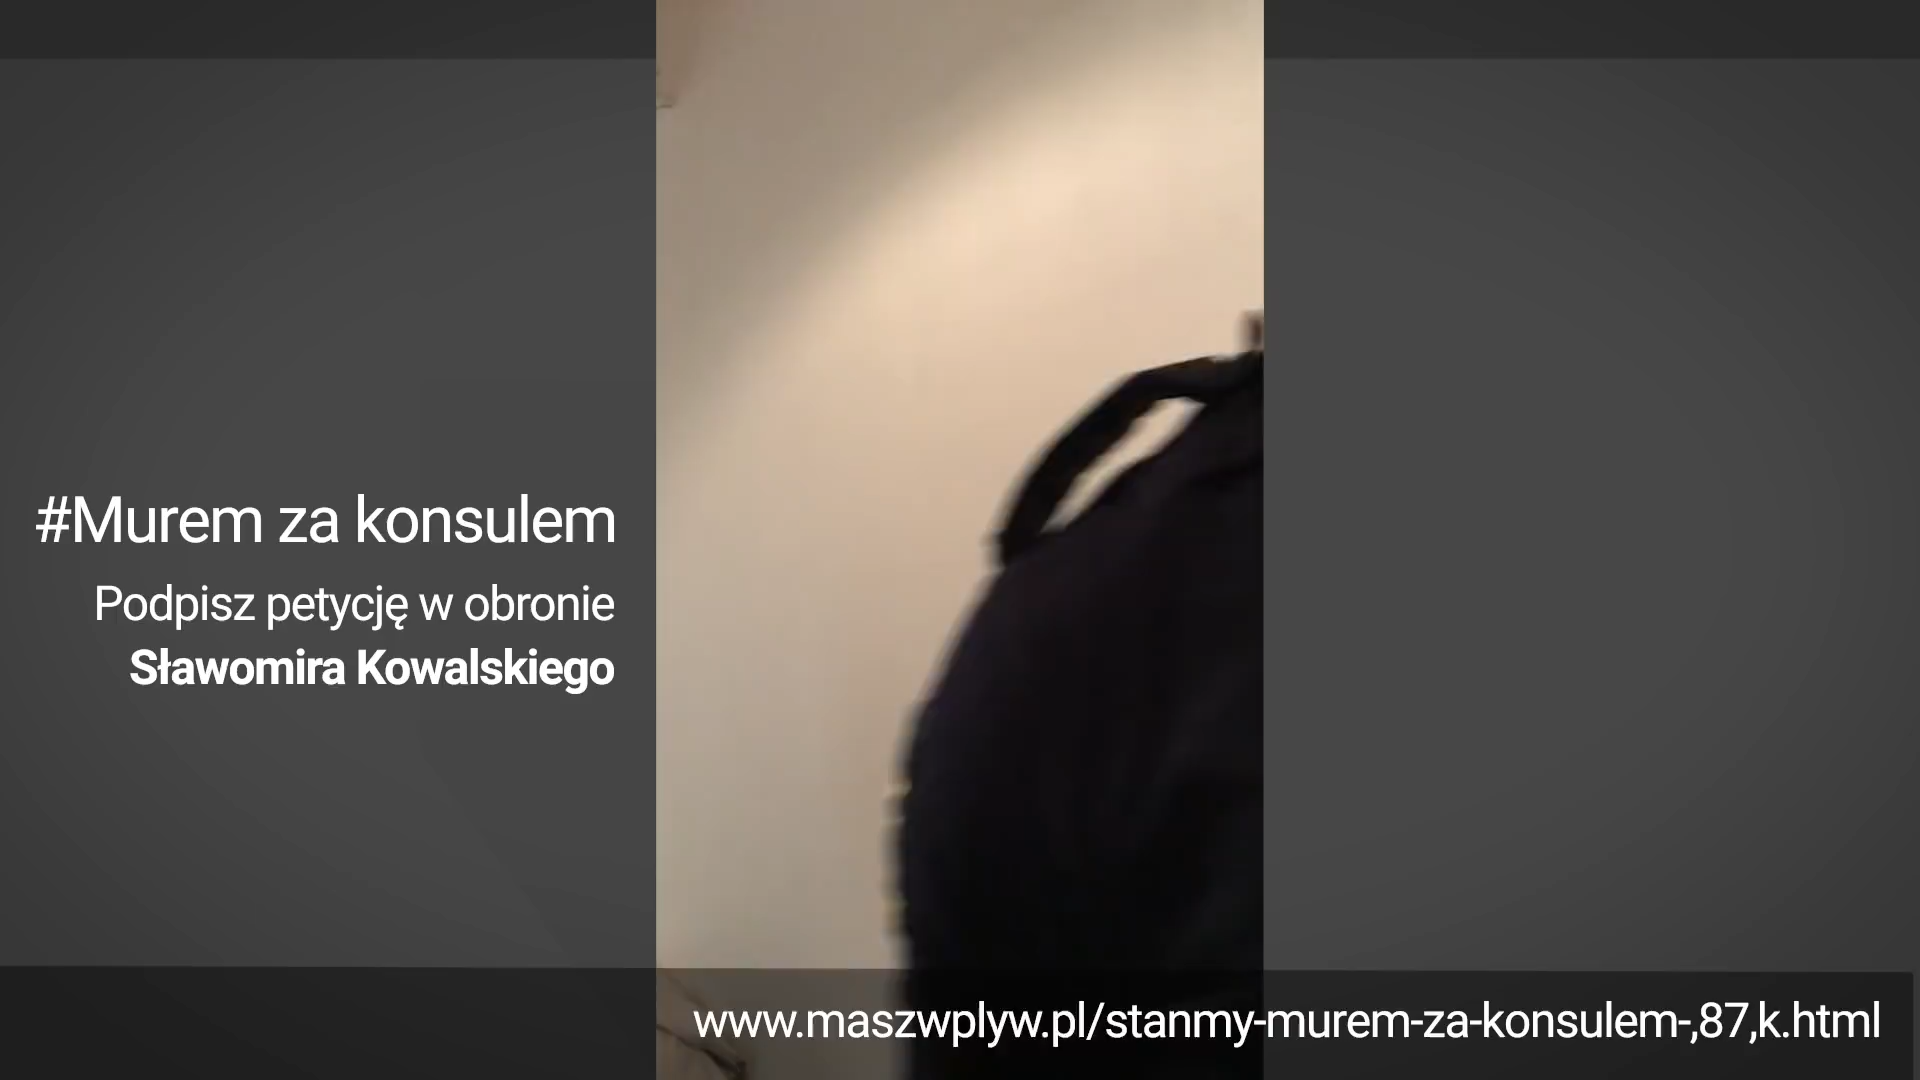 #Murem za konsulem
Podpisz petycję w obronie
Sławomira Kowalskiego
www.maszwplyw.pl/stanmy-murem-za-konsulem-,87,k.html